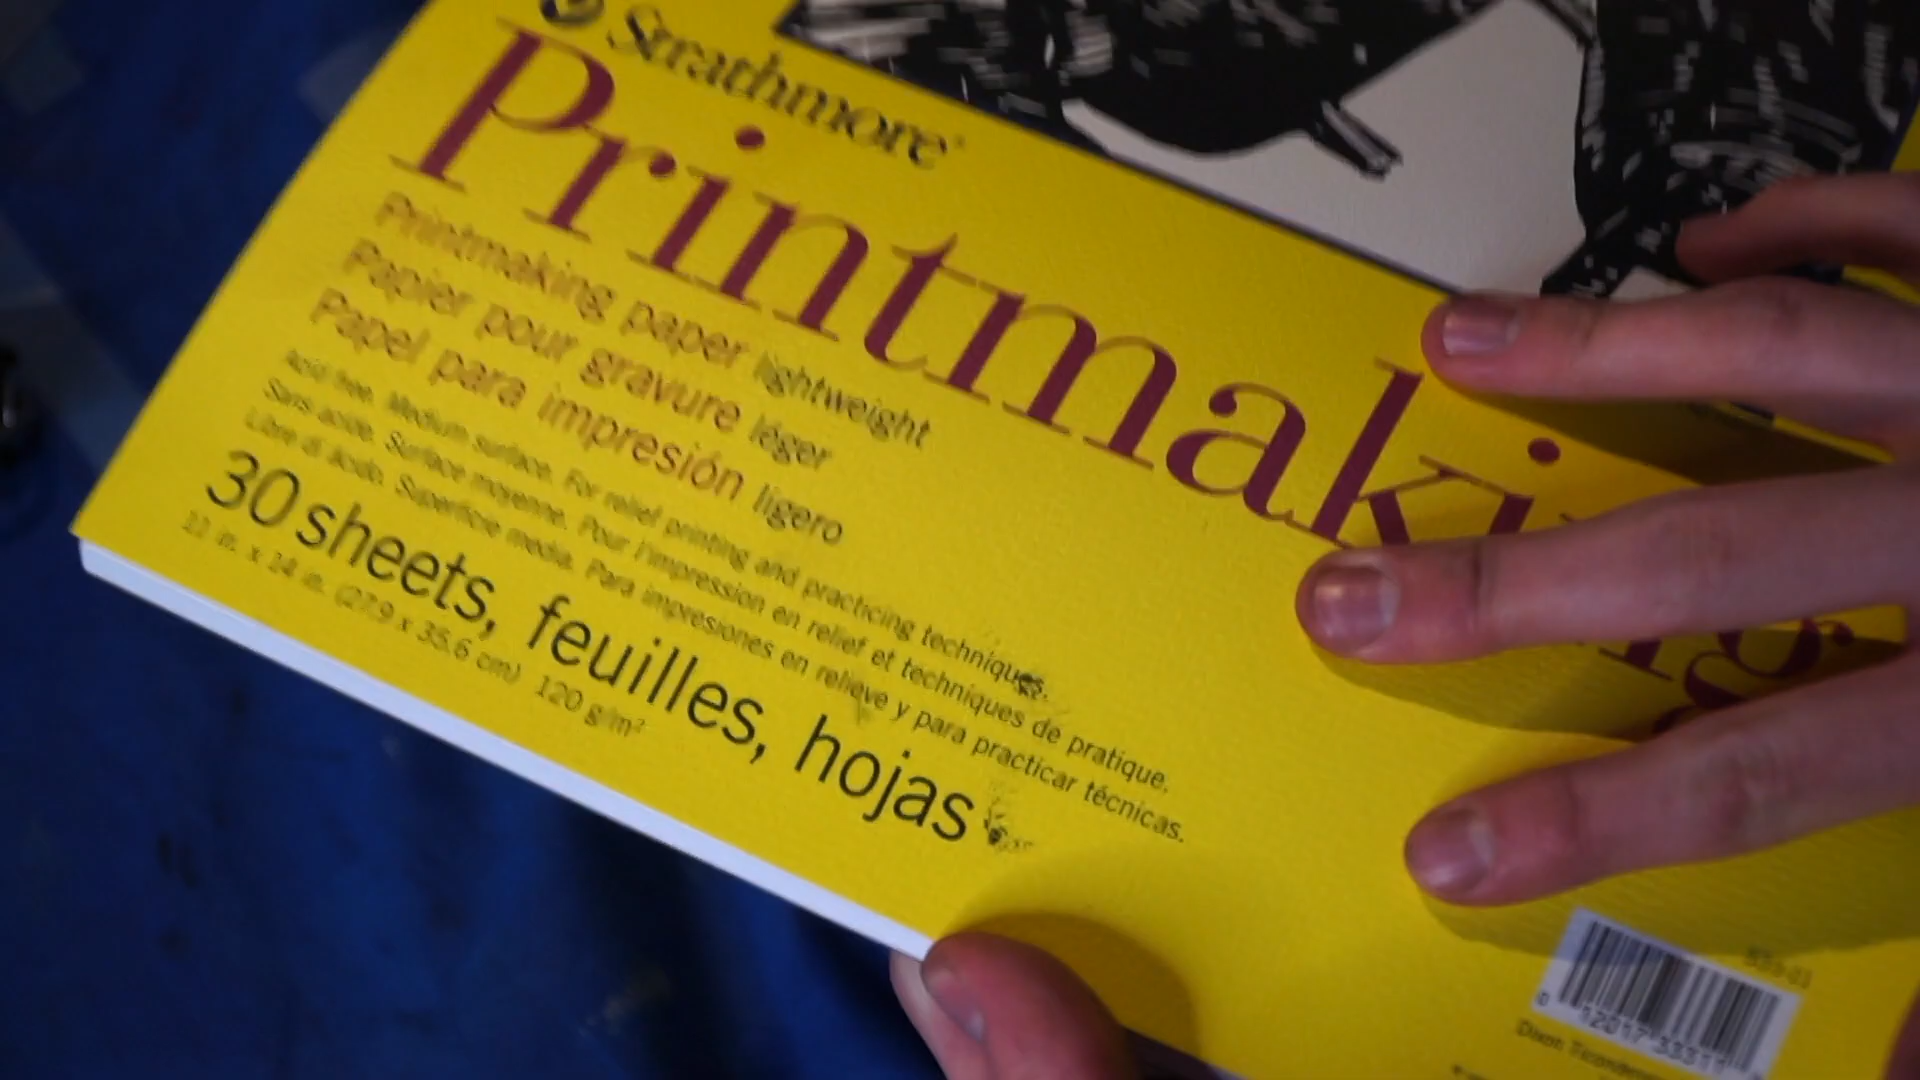 Strathmore
Printmaking
Printmaking paper lightweight
Papier pour gravure léger
Papel para impresión ligero
Acid free. Medium surface. For relief printing and practicing techniques.
Sans acide. Surface moyenne. Pour l'impression en relief et techniques de pratique.
Libre di ácido. Superficie media. Para impresiones en relieve y para practicar técnicas.
30 sheets, feuilles, hojas
11 in. x 14 in. (27.9 x 35.6 cm) 120 g/m²
Dixon